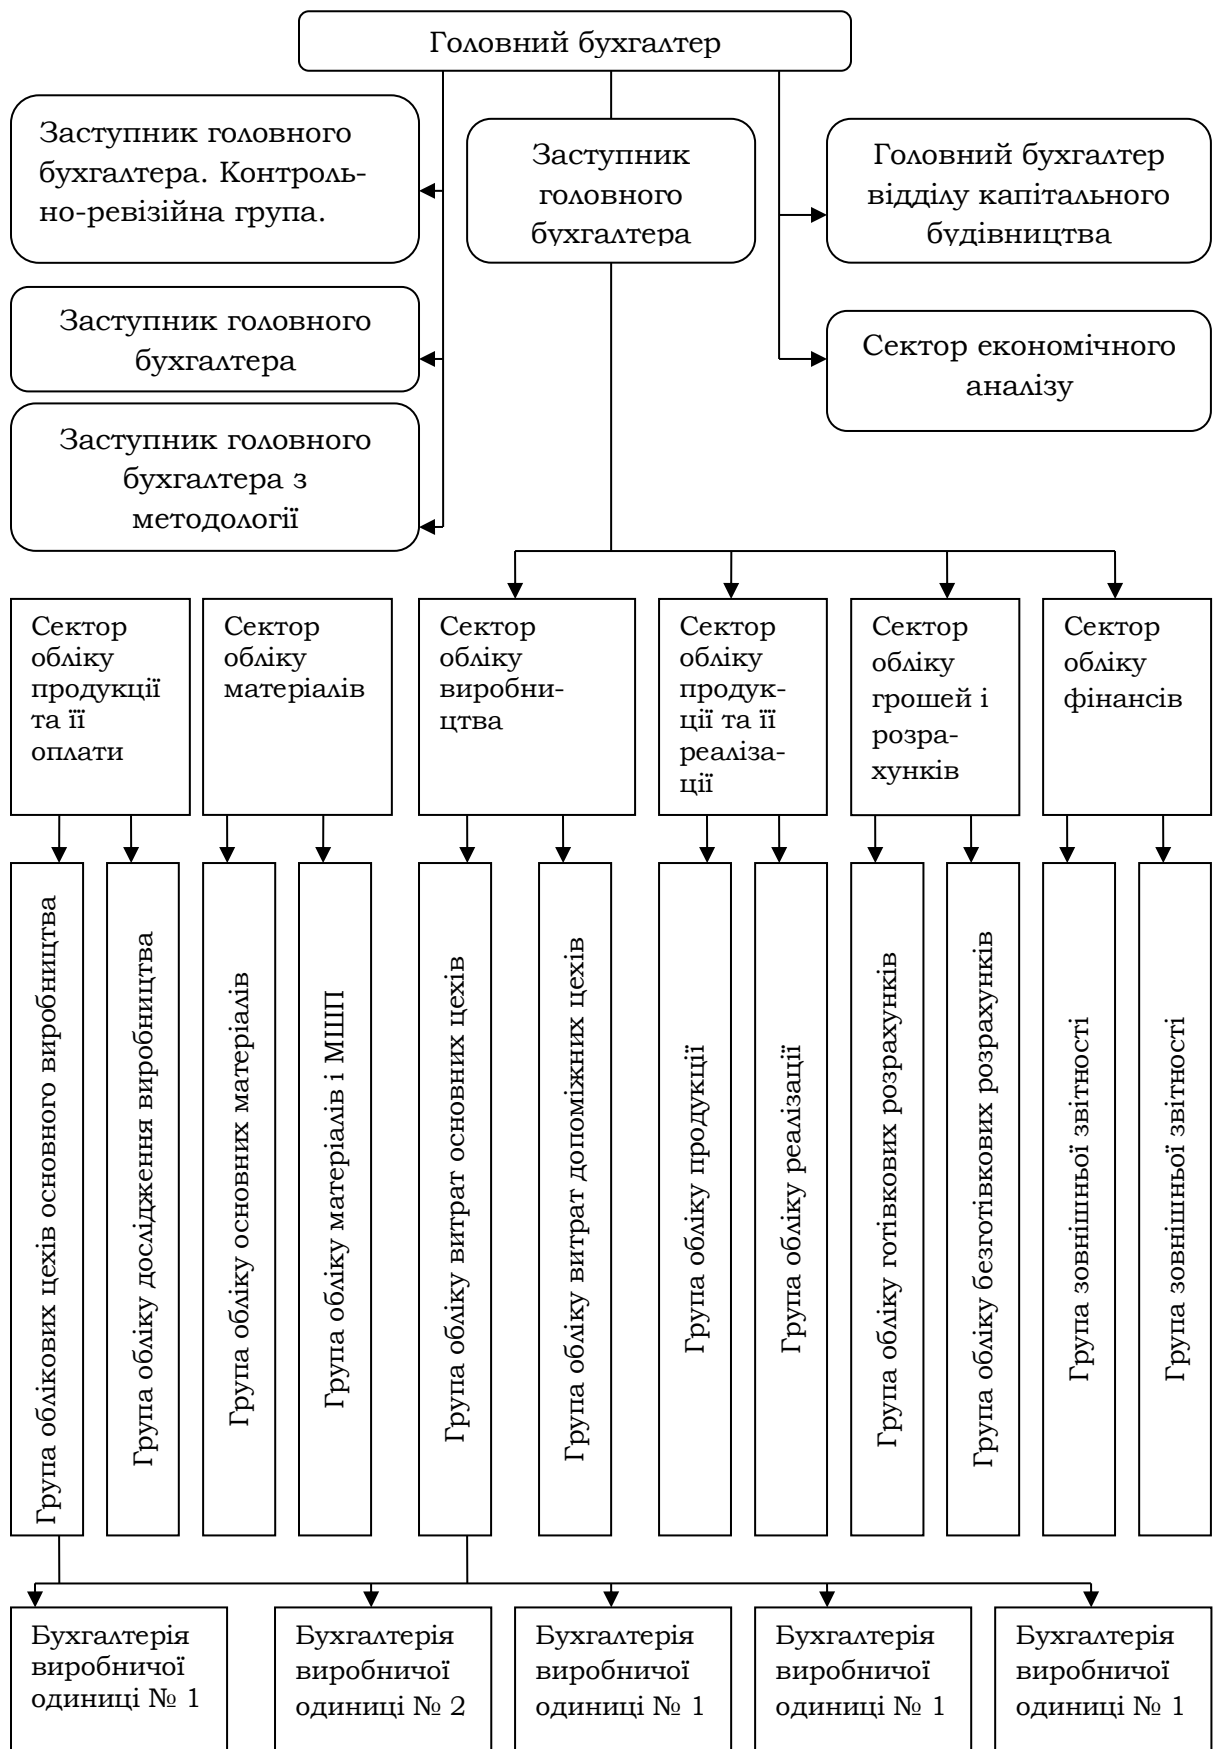 Головний бухгалтер
Заступник головного
бухгалтера. Контроль-
но-ревізійна група.
Заступник
головного
бухгалтера
Головний бухгалтер
відділу капітального
будівництва
Заступник головного
бухгалтера
Сектор економічного
аналізу
Заступник головного
бухгалтера з
методології
Сектор
обліку
продукції
та її
оплати
Сектор
обліку
матеріалів
Сектор
обліку
виробни-
цтва
Сектор
обліку
продук-
ції та її
реаліза-
ції
Сектор
обліку
грошей і
розра-
хунків
Сектор
обліку
фінансів
Група облікових цехів основного виробництва
Група обліку дослідження виробництва
Група обліку основних матеріалів
Група обліку матеріалів і МШП
Група обліку витрат основних цехів
Група обліку витрат допоміжних цехів
Група обліку продукції
Група обліку реалізації
Група обліку готівкових розрахунків
Група обліку безготівкових розрахунків
Група зовнішньої звітності
Група зовнішньої звітності
Бухгалтерія
виробничої
одиниці № 1
Бухгалтерія
виробничої
одиниці № 2
Бухгалтерія
виробничої
одиниці № 1
Бухгалтерія
виробничої
одиниці № 1
Бухгалтерія
виробничої
одиниці № 1